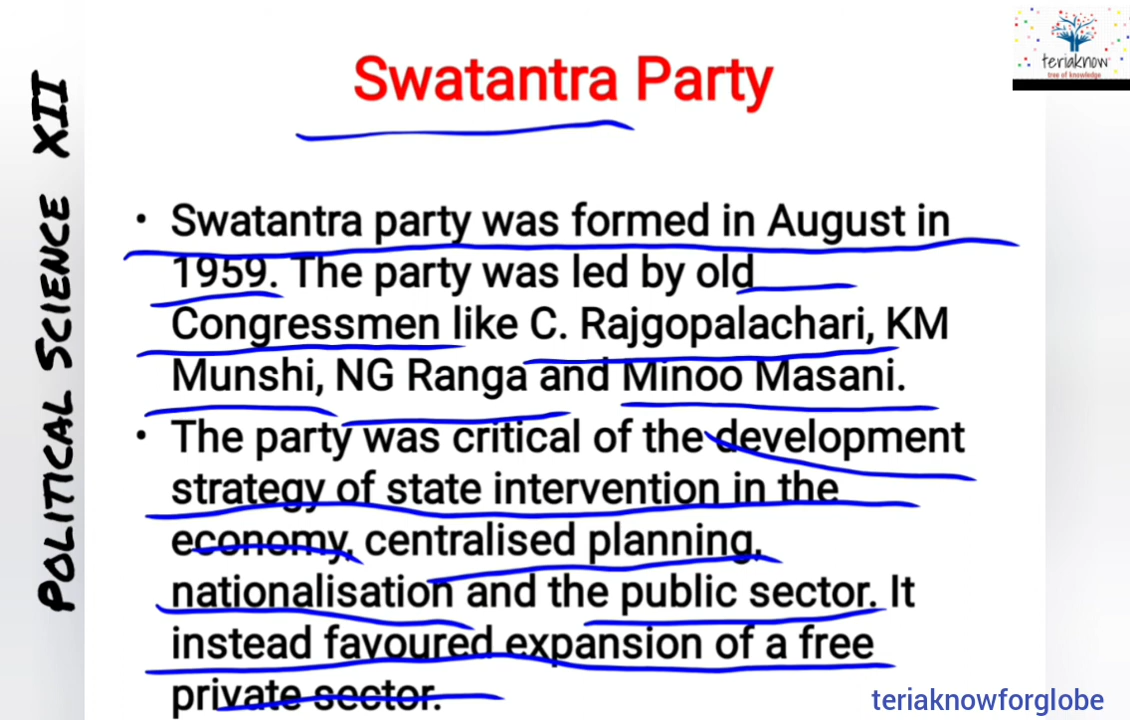 POLITICAL SCIENCE XII
teriaknow
tree of knowledge
Swatantra Party
• Swatantra party was formed in August in
1959. The party was led by old
Congressmen like C. Rajgopalachari, KM
Munshi, NG Ranga and Minoo Masani.
• The party was critical of the development
strategy of state intervention in the
economy, centralised planning,
nationalisation and the public sector. It
instead favoured expansion of a free
private sector.
teriaknowforglobe